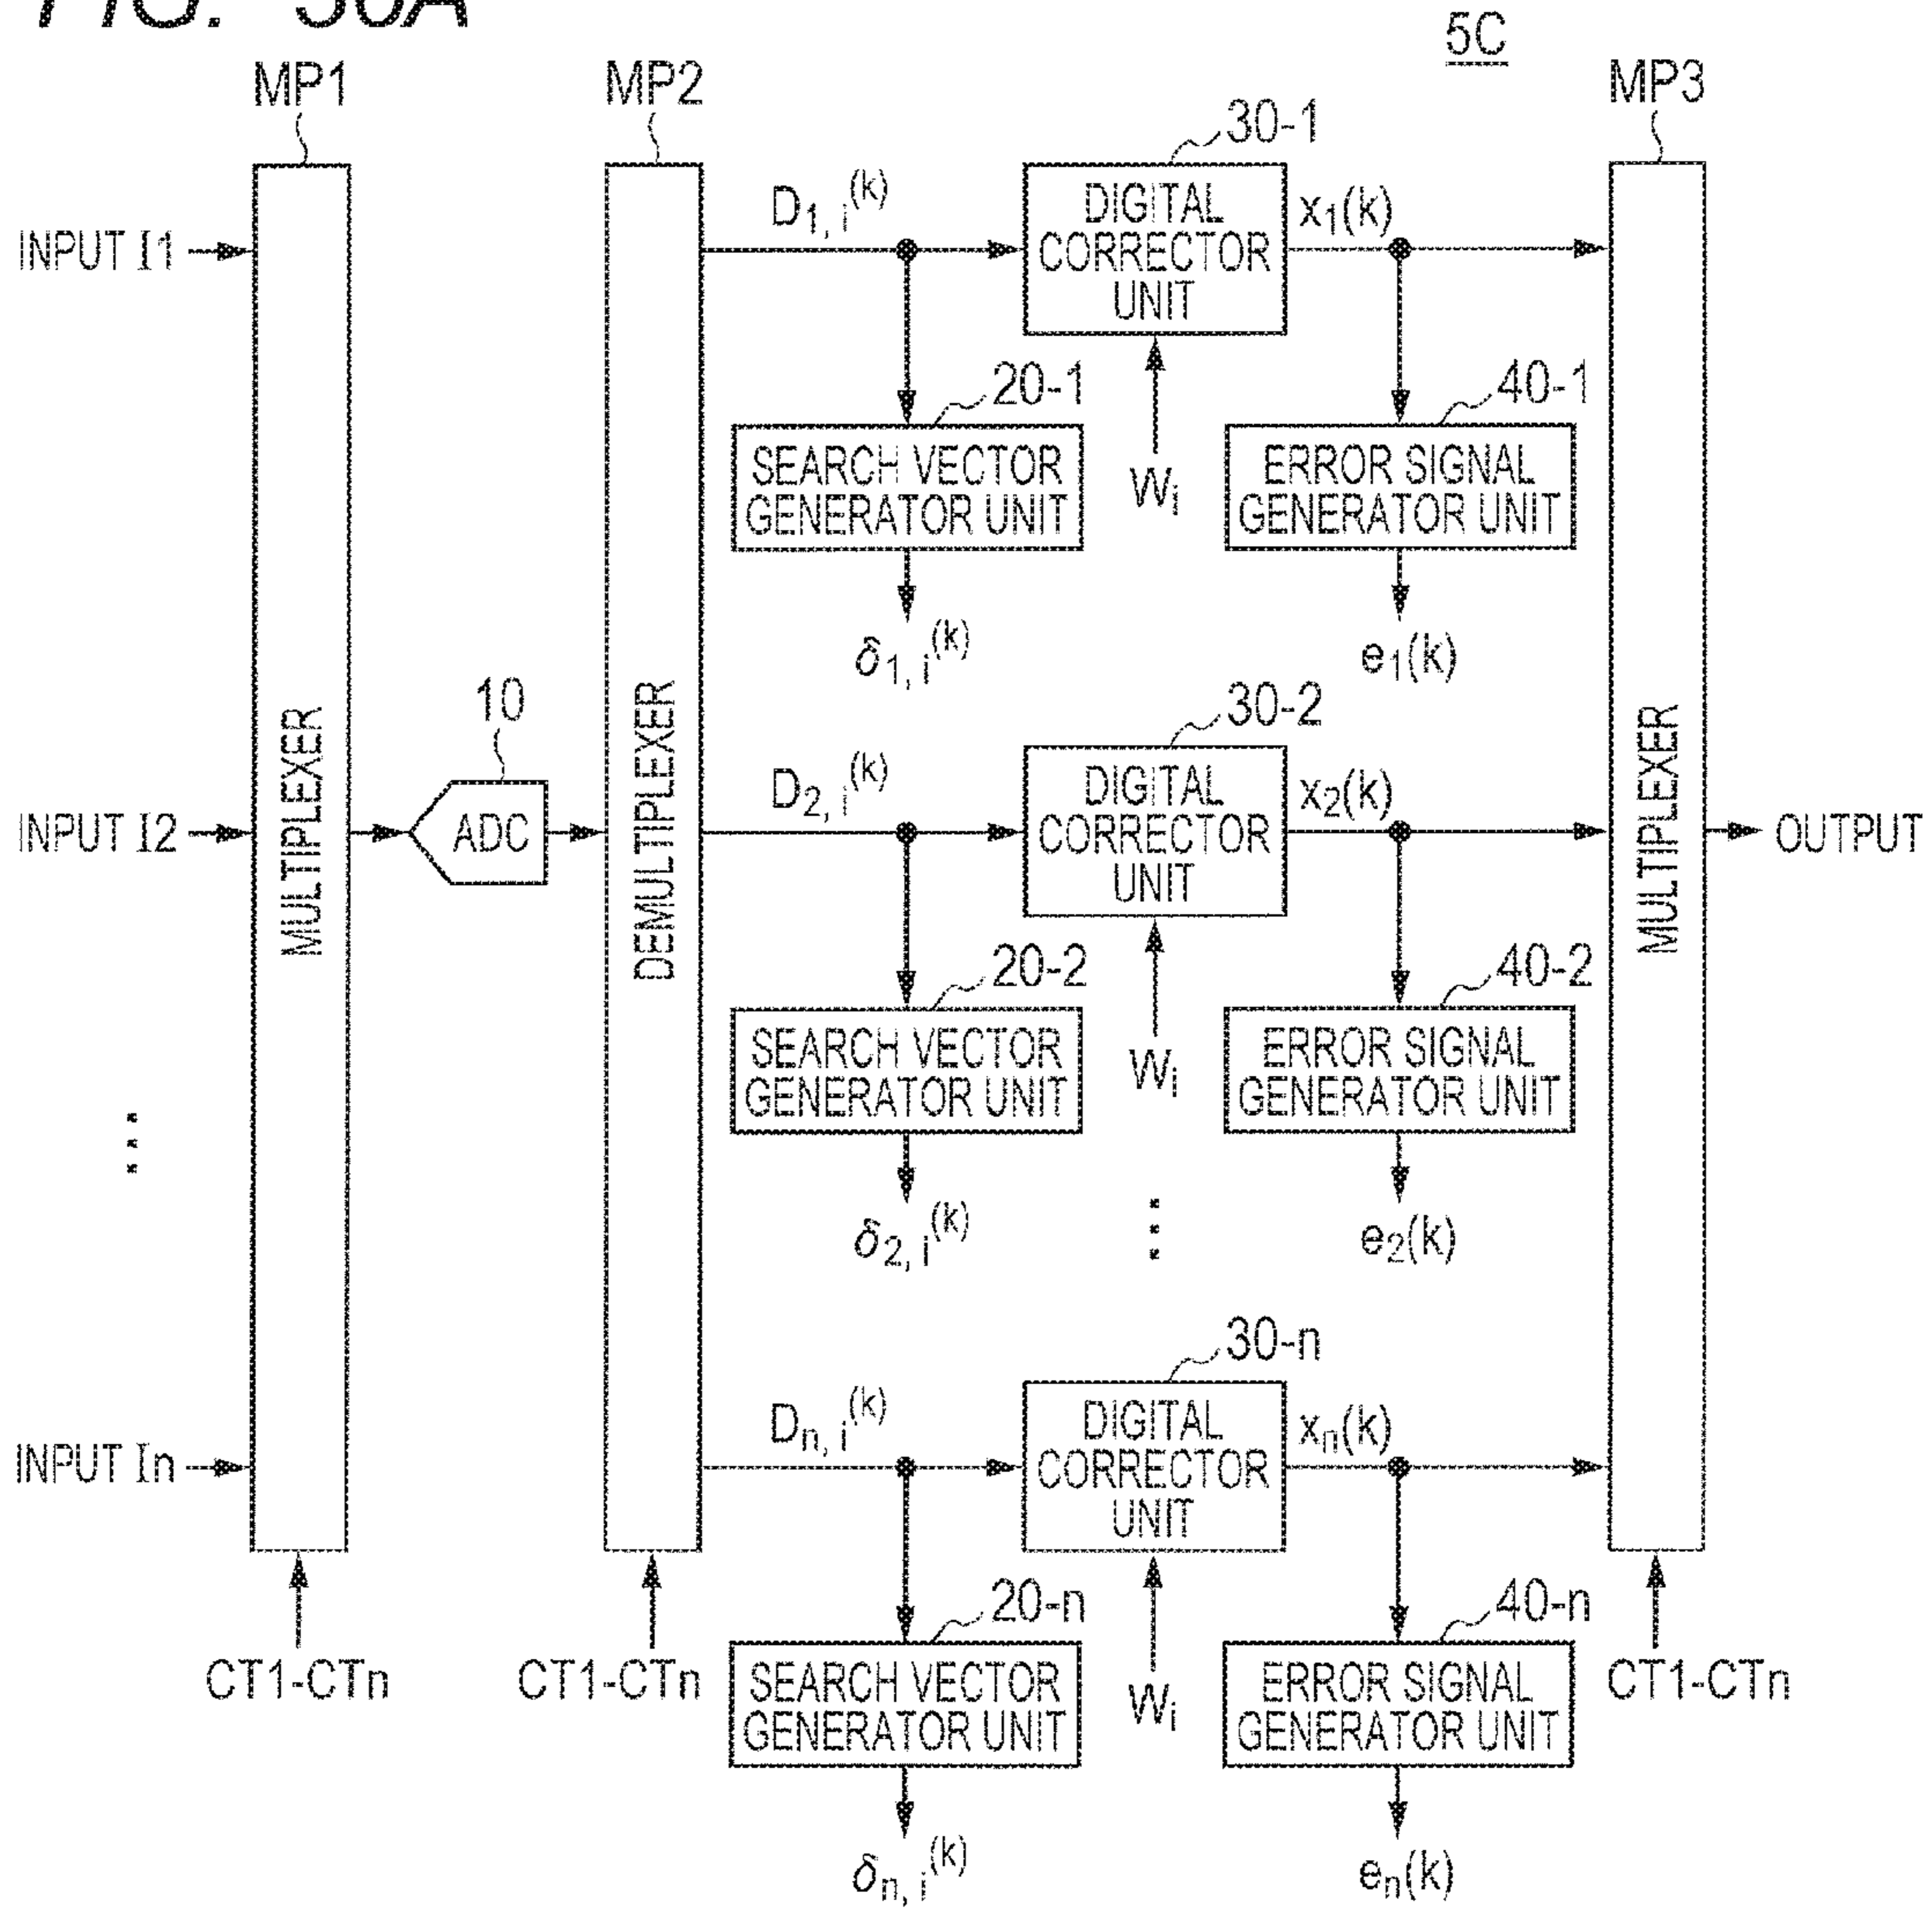 FIG. 30A
5C
MP1
MP2
MP3
30-1
INPUT I1
D1, i(k)
DIGITAL
CORRECTOR
UNIT
x1(k)
20-1
40-1
SEARCH VECTOR
GENERATOR UNIT
Wi
ERROR SIGNAL
GENERATOR UNIT
δ1, i(k)
e1(k)
10
30-2
INPUT I2
MULTIPLEXER
ADC
DEMULTIPLEXER
D2, i(k)
DIGITAL
CORRECTOR
UNIT
x2(k)
MULTIPLEXER
OUTPUT
20-2
40-2
SEARCH VECTOR
GENERATOR UNIT
Wi
ERROR SIGNAL
GENERATOR UNIT
δ2, i(k)
e2(k)
30-n
INPUT In
Dn, i(k)
DIGITAL
CORRECTOR
UNIT
xn(k)
20-n
40-n
CT1-CTn
CT1-CTn
SEARCH VECTOR
GENERATOR UNIT
Wi
ERROR SIGNAL
GENERATOR UNIT
CT1-CTn
δn, i(k)
en(k)